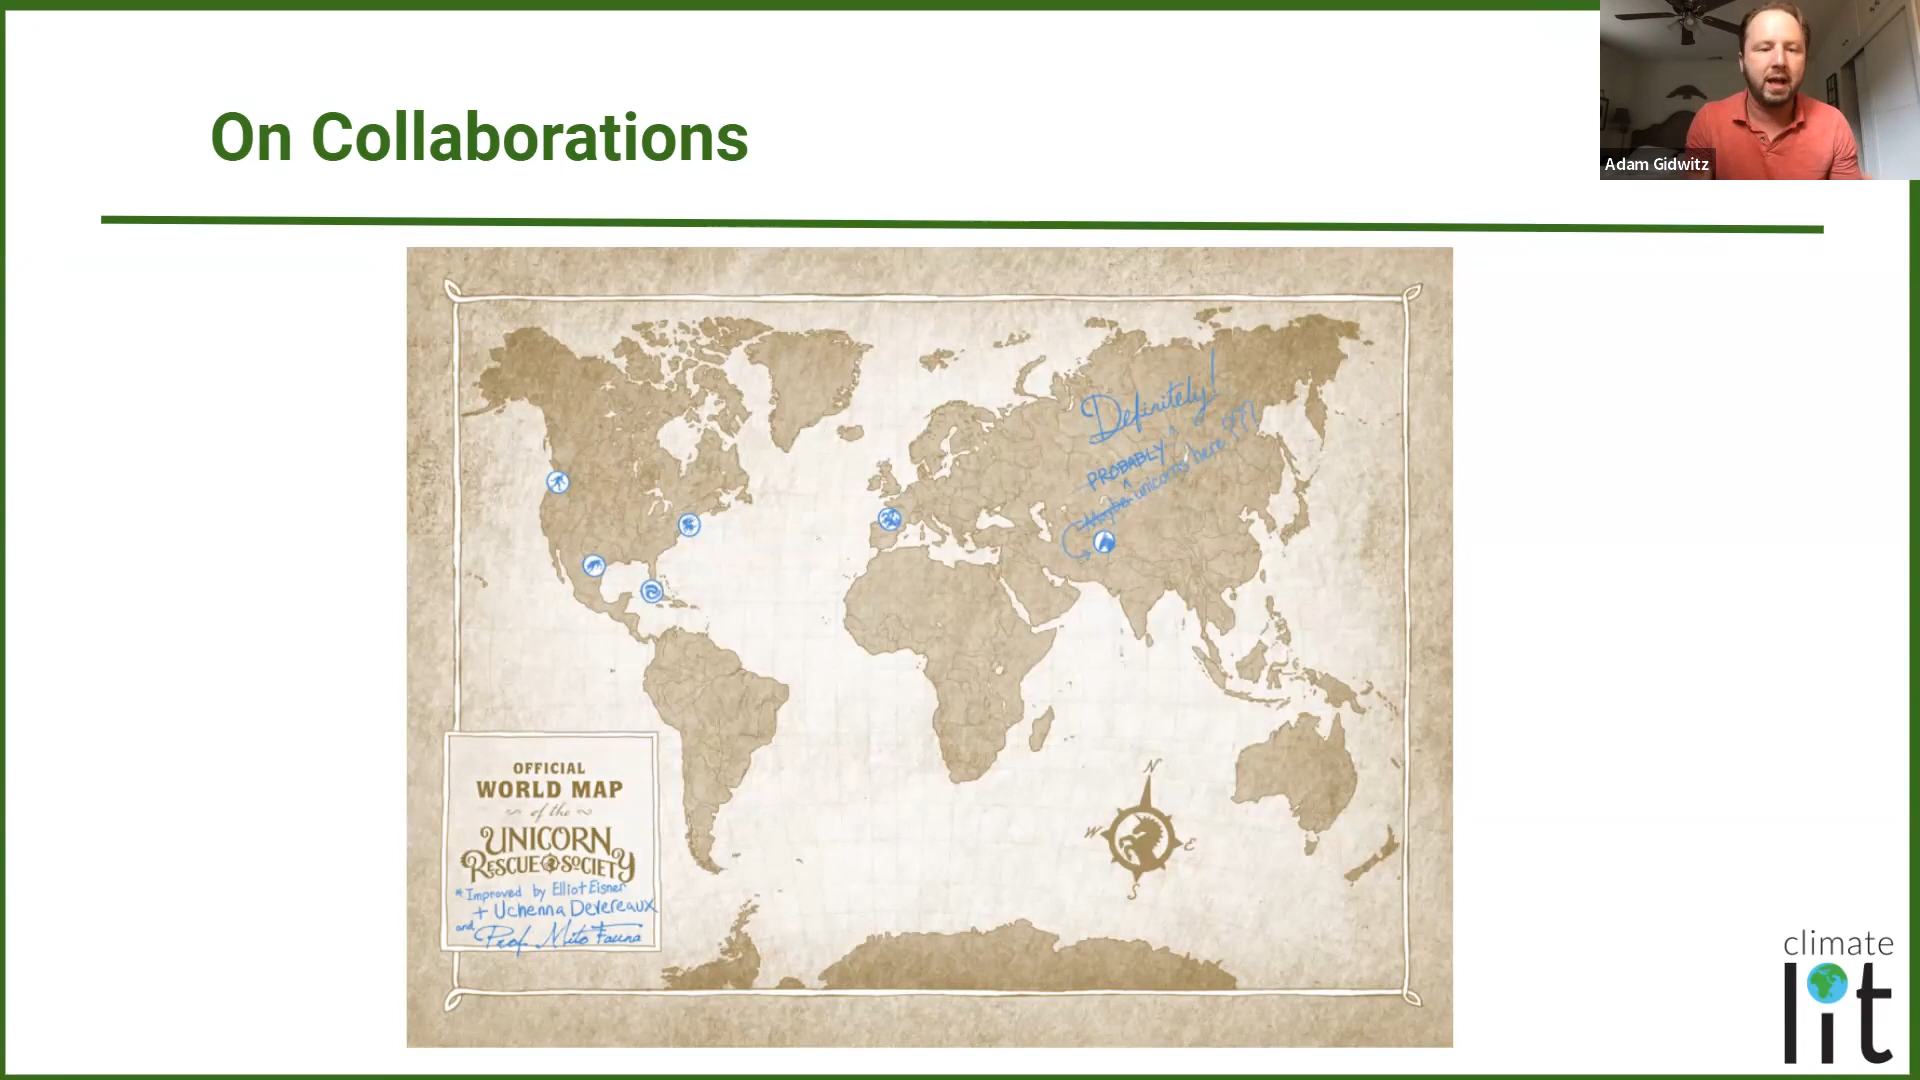 On Collaborations
Adam Gidwitz
Definitely!
^
PROBABLY
^
Maybe unicorns here???
OFFICIAL
WORLD MAP
of the
UNICORN
RESCUE SOCIETY
*Improved by Elliot Eisner
+ Uchenna Devereaux
and Prof. Mito Fauna
N
W
E
S
climate
lit